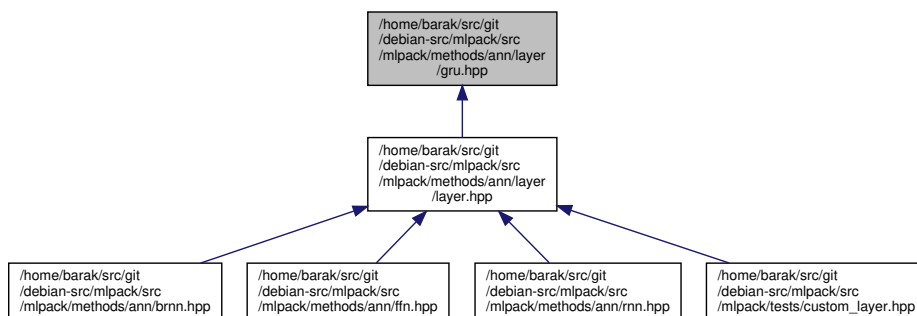 /home/barak/src/git
/debian-src/mlpack/src
/mlpack/methods/ann/layer
/gru.hpp
/home/barak/src/git
/debian-src/mlpack/src
/mlpack/methods/ann/layer
/layer.hpp
/home/barak/src/git
/debian-src/mlpack/src
/mlpack/methods/ann/brnn.hpp
/home/barak/src/git
/debian-src/mlpack/src
/mlpack/methods/ann/ffn.hpp
/home/barak/src/git
/debian-src/mlpack/src
/mlpack/methods/ann/rnn.hpp
/home/barak/src/git
/debian-src/mlpack/src
/mlpack/tests/custom_layer.hpp